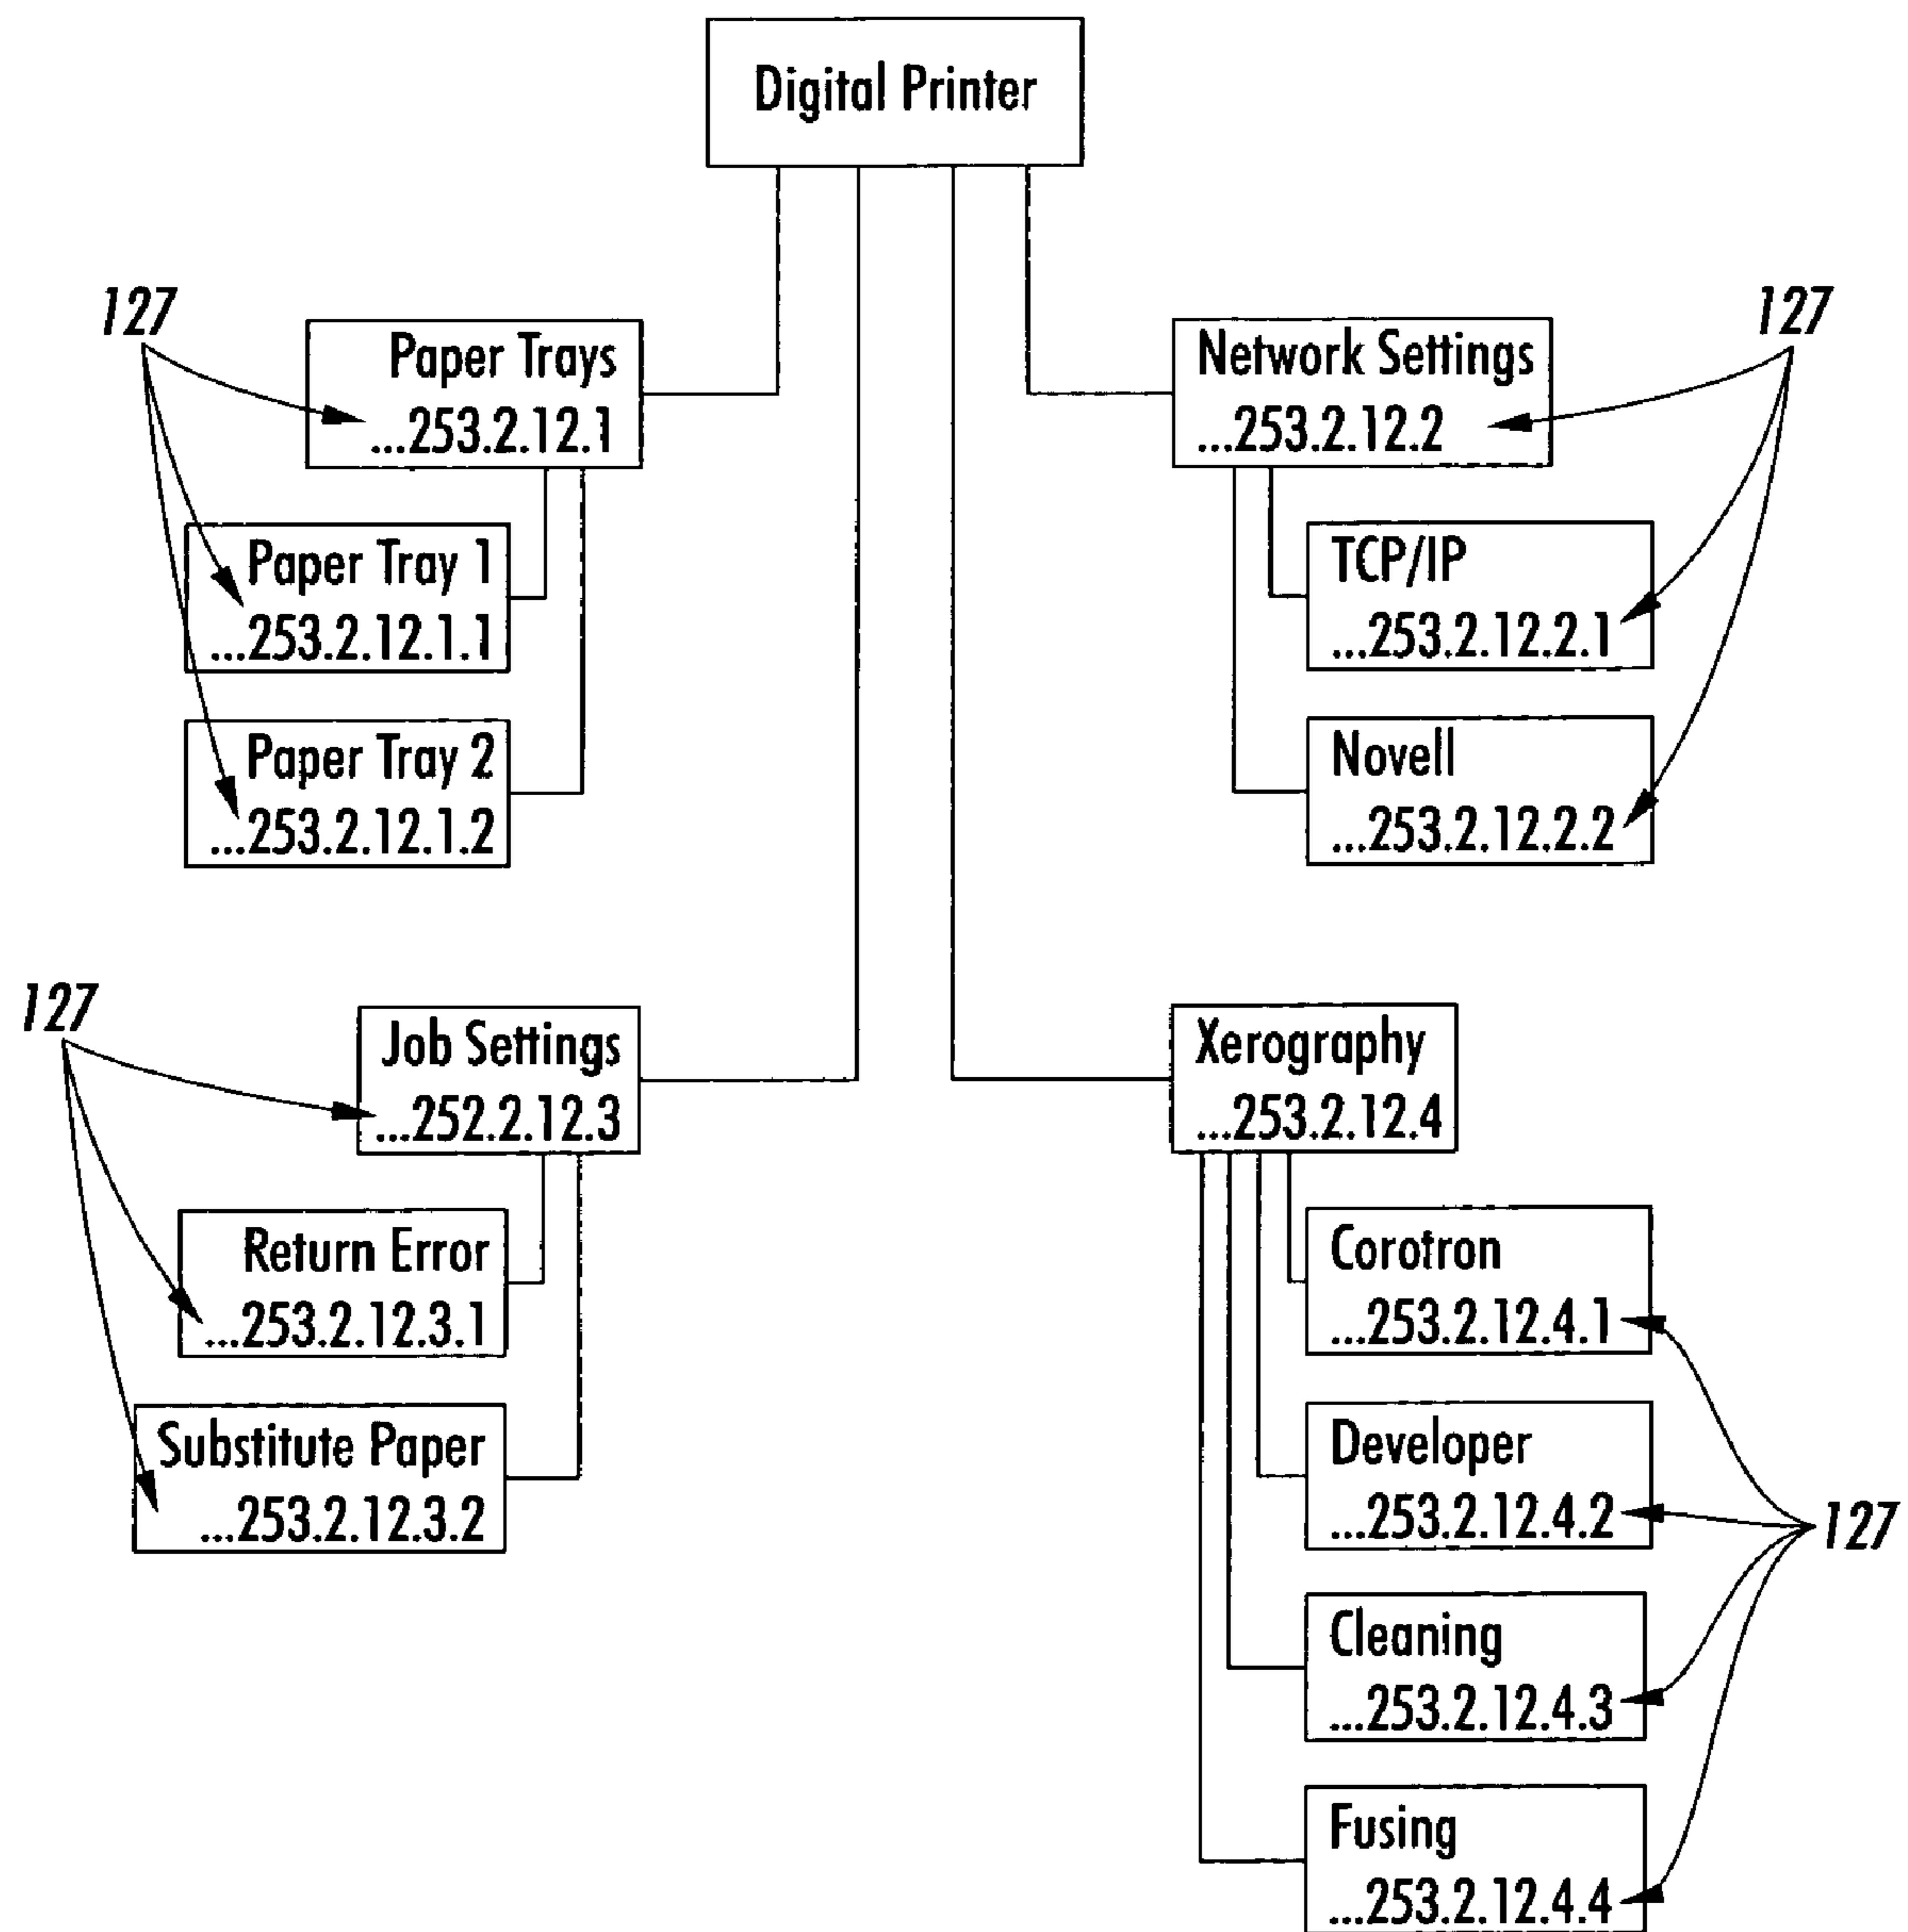 Digital Printer
127
Paper Trays
...253.2.12.1
Paper Tray 1
...253.2.12.1.1
Paper Tray 2
...253.2.12.1.2
127
Network Settings
...253.2.12.2
TCP/IP
...253.2.12.2.1
Novell
...253.2.12.2.2
127
Job Settings
...252.2.12.3
Return Error
...253.2.12.3.1
Substitute Paper
...253.2.12.3.2
Xerography
...253.2.12.4
Corotron
...253.2.12.4.1
Developer
...253.2.12.4.2
127
Cleaning
...253.2.12.4.3
Fusing
...253.2.12.4.4